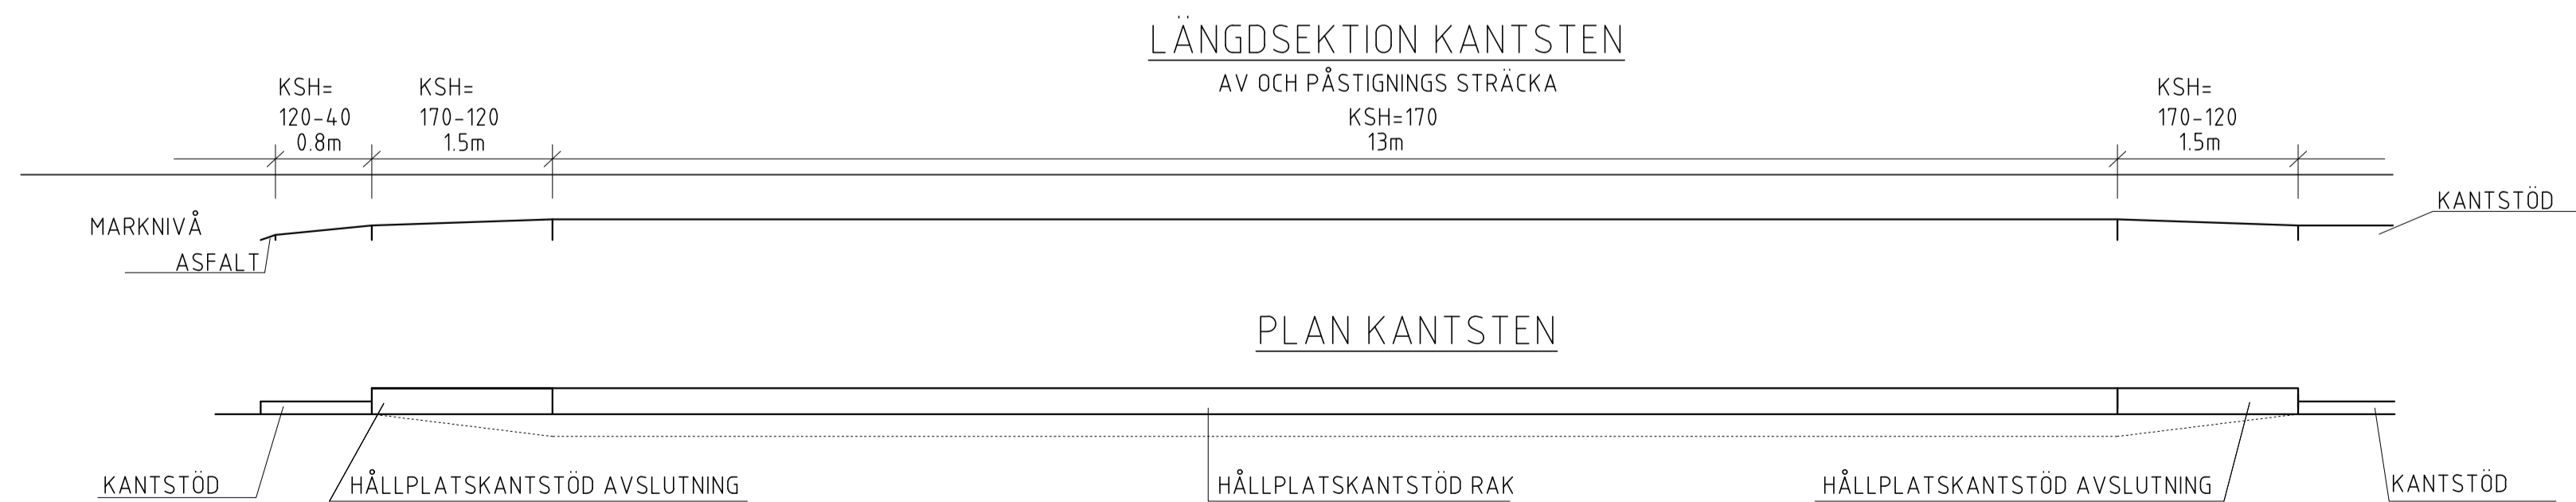 LÄNGDSEKTION KANTSTEN
AV OCH PÅSTIGNINGS STRÄCKA
KSH=
120-40
0.8m
KSH=
170-120
1.5m
KSH=170
13m
KSH=
170-120
1.5m
MARKNIVÅ
ASFALT
KANTSTÖD
PLAN KANTSTEN
KANTSTÖD
HÅLLPLATSKANTSTÖD AVSLUTNING
HÅLLPLATSKANTSTÖD RAK
HÅLLPLATSKANTSTÖD AVSLUTNING
KANTSTÖD